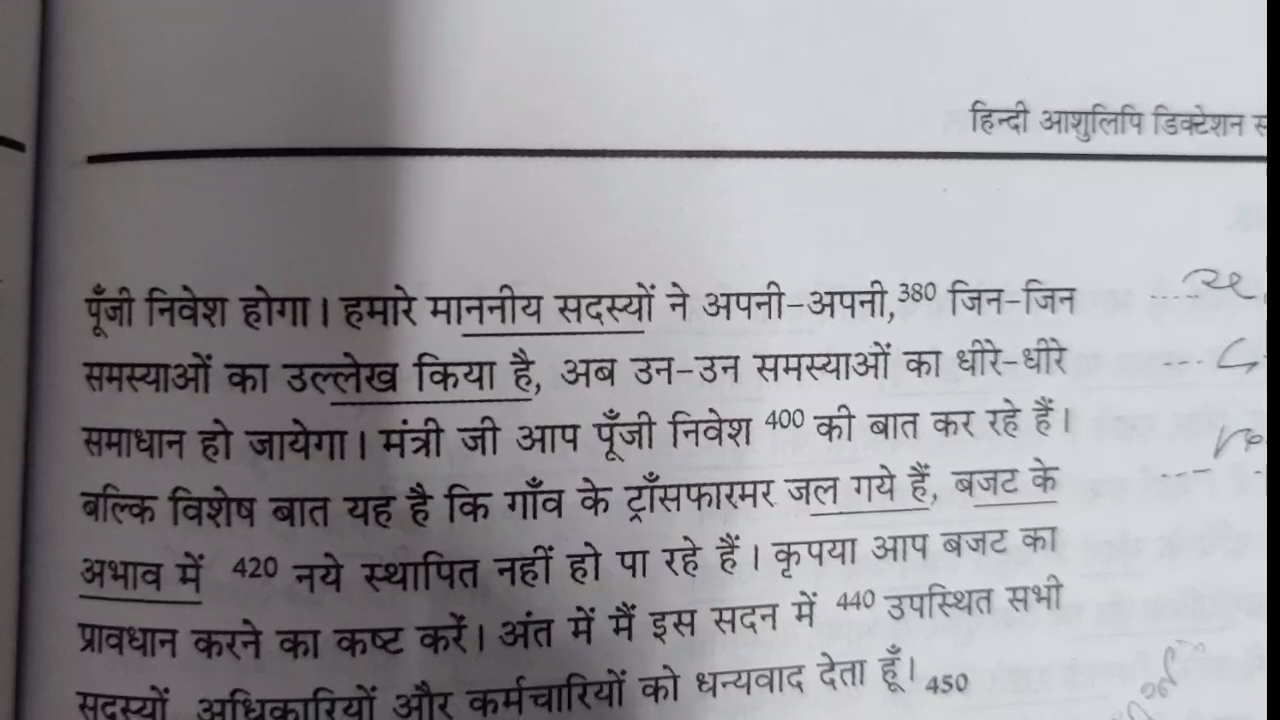 हिन्दी आशुलिपि डिक्टेशन
पूँजी निवेश होगा। हमारे माननीय सदस्यों ने अपनी-अपनी, 380 जिन-जिन
समस्याओं का उल्लेख किया है, अब उन-उन समस्याओं का धीरे-धीरे
समाधान हो जायेगा। मंत्री जी आप पूँजी निवेश 400 की बात कर रहे हैं।
बल्कि विशेष बात यह है कि गाँव के ट्राँसफारमर जल गये हैं, बजट के
अभाव में 420 नये स्थापित नहीं हो पा रहे हैं। कृपया आप बजट का
प्रावधान करने का कष्ट करें। अंत में मैं इस सदन में 440 उपस्थित सभी
सदस्यों अधिकारियों और कर्मचारियों को धन्यवाद देता हूँ। 450